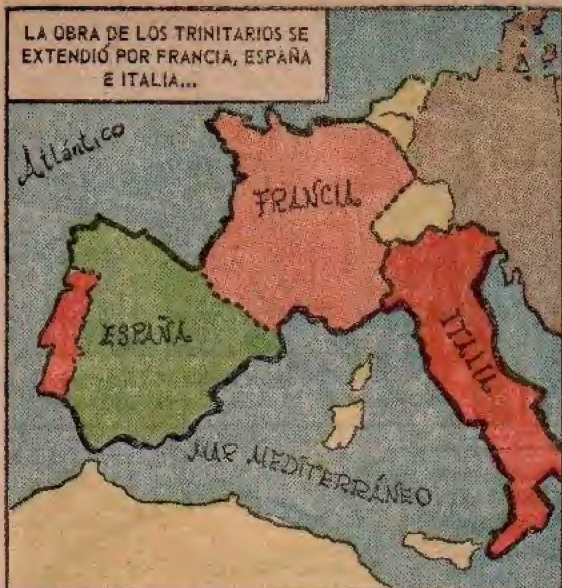 LA OBRA DE LOS TRINITARIOS SE
EXTENDIÓ POR FRANCIA, ESPAÑA
E ITALIA...
Atlántico
FRANCIA
ESPAÑA
ITALIA
MAR MEDITERRÁNEO